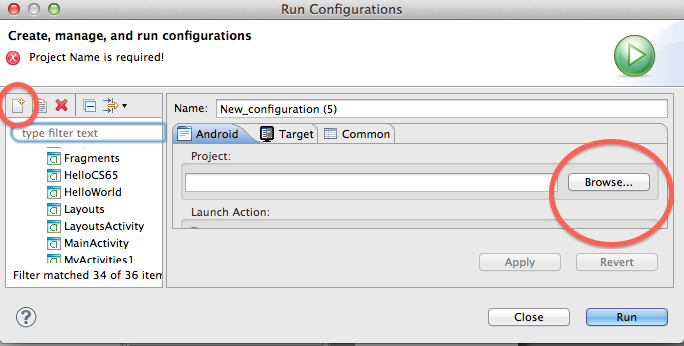 Run Configurations
Create, manage, and run configurations
Project Name is required!
Name: New_configuration (5)
type filter text
Android Target Common
Fragments
HelloCS65
HelloWorld
Layouts
LayoutsActivity
MainActivity
MyActivities1
Project:
Browse...
Launch Action:
Filter matched 34 of 36 item
Apply Revert
Close Run